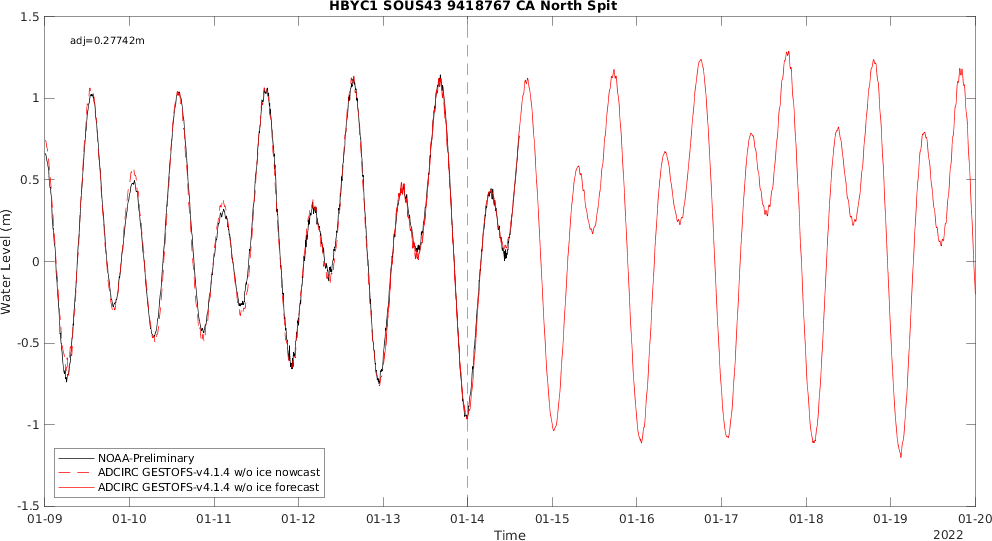 HBYC1 SOUS43 9418767 CA North Spit
adj=0.27742m
1.5
1
0.5
0
-0.5
-1
-1.5
Water Level (m)
NOAA-Preliminary
ADCIRC GESTOFS-v4.1.4 w/o ice nowcast
ADCIRC GESTOFS-v4.1.4 w/o ice forecast
01-09 01-10 01-11 01-12 01-13 01-14 01-15 01-16 01-17 01-18 01-19 01-20
Time
2022